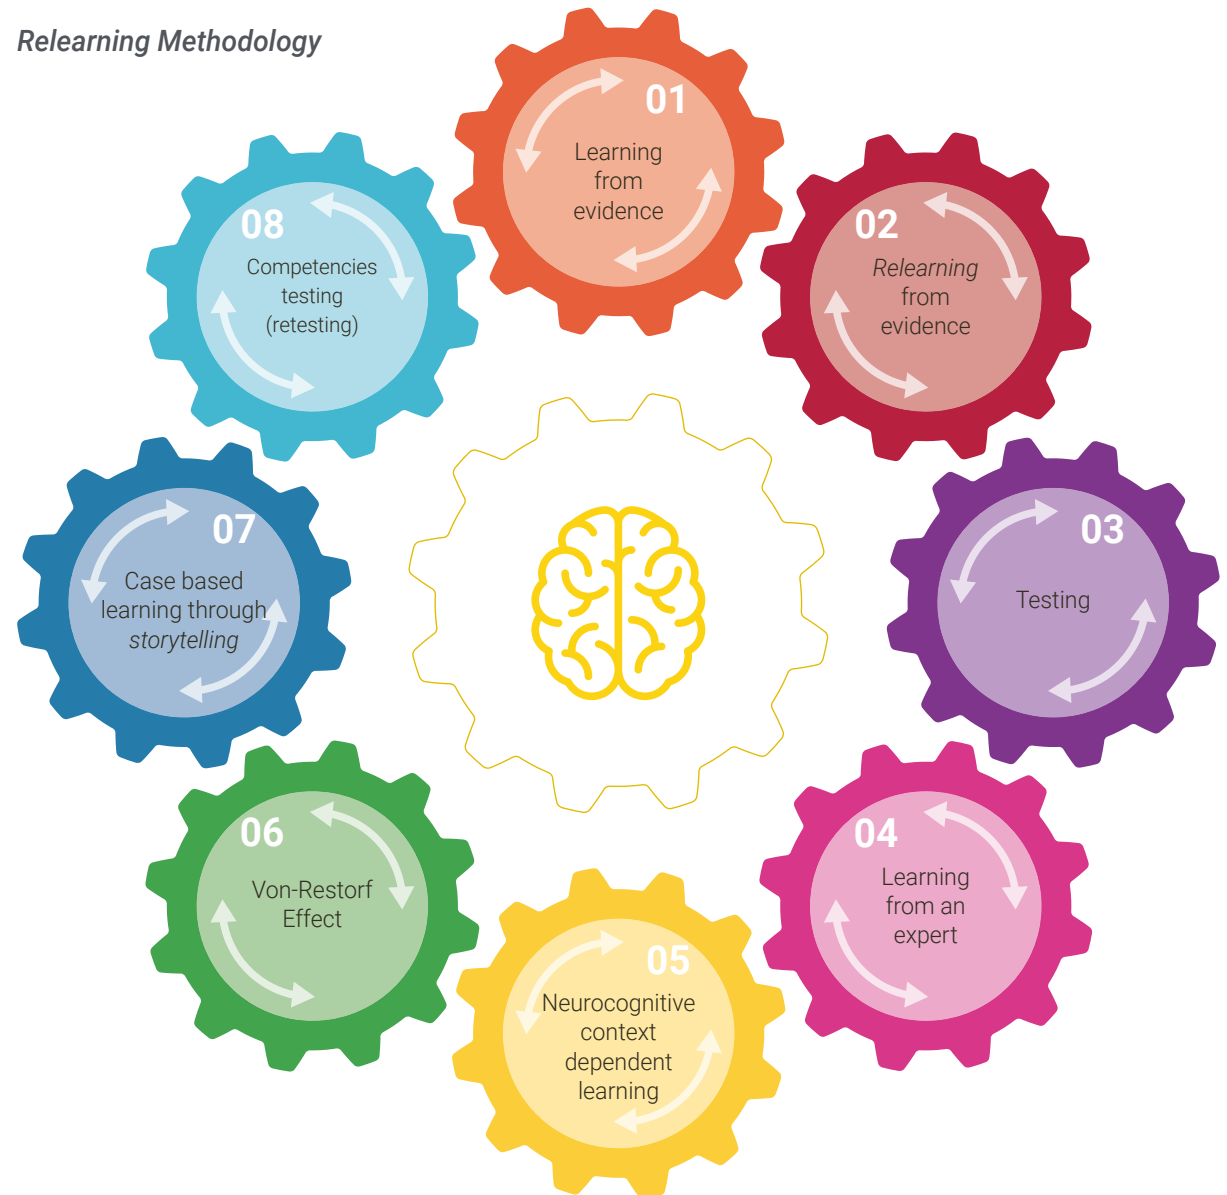 Relearning Methodology
01
Learning
from
evidence
02
Relearning
from
evidence
03
Testing
04
Learning
from an
expert
05
Neurocognitive
context
dependent
learning
06
Von-Restorf
Effect
07
Case based
learning through
storytelling
08
Competencies
testing
(retesting)